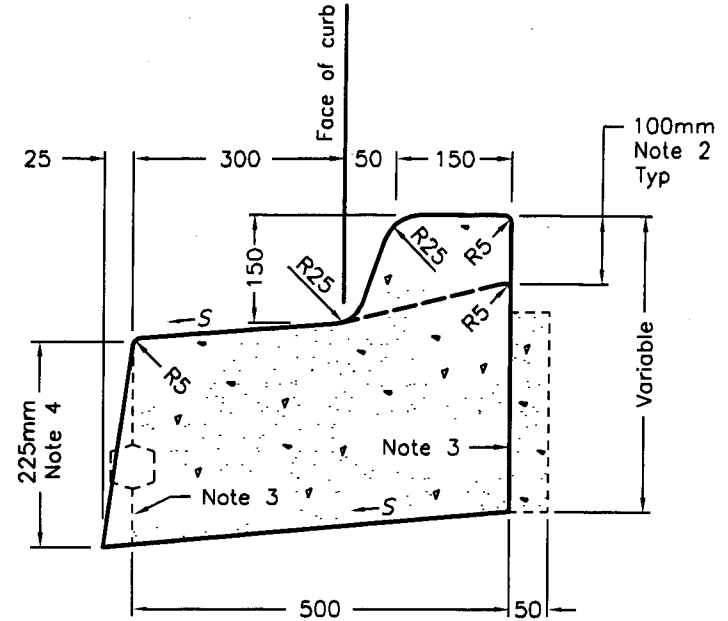 Face of curb
25
300
50
150
100mm
Note 2
Typ
150
R25
R25
R5
R5
S
R5
Variable
225mm
Note 4
Note 3
Note 3
S
500
50